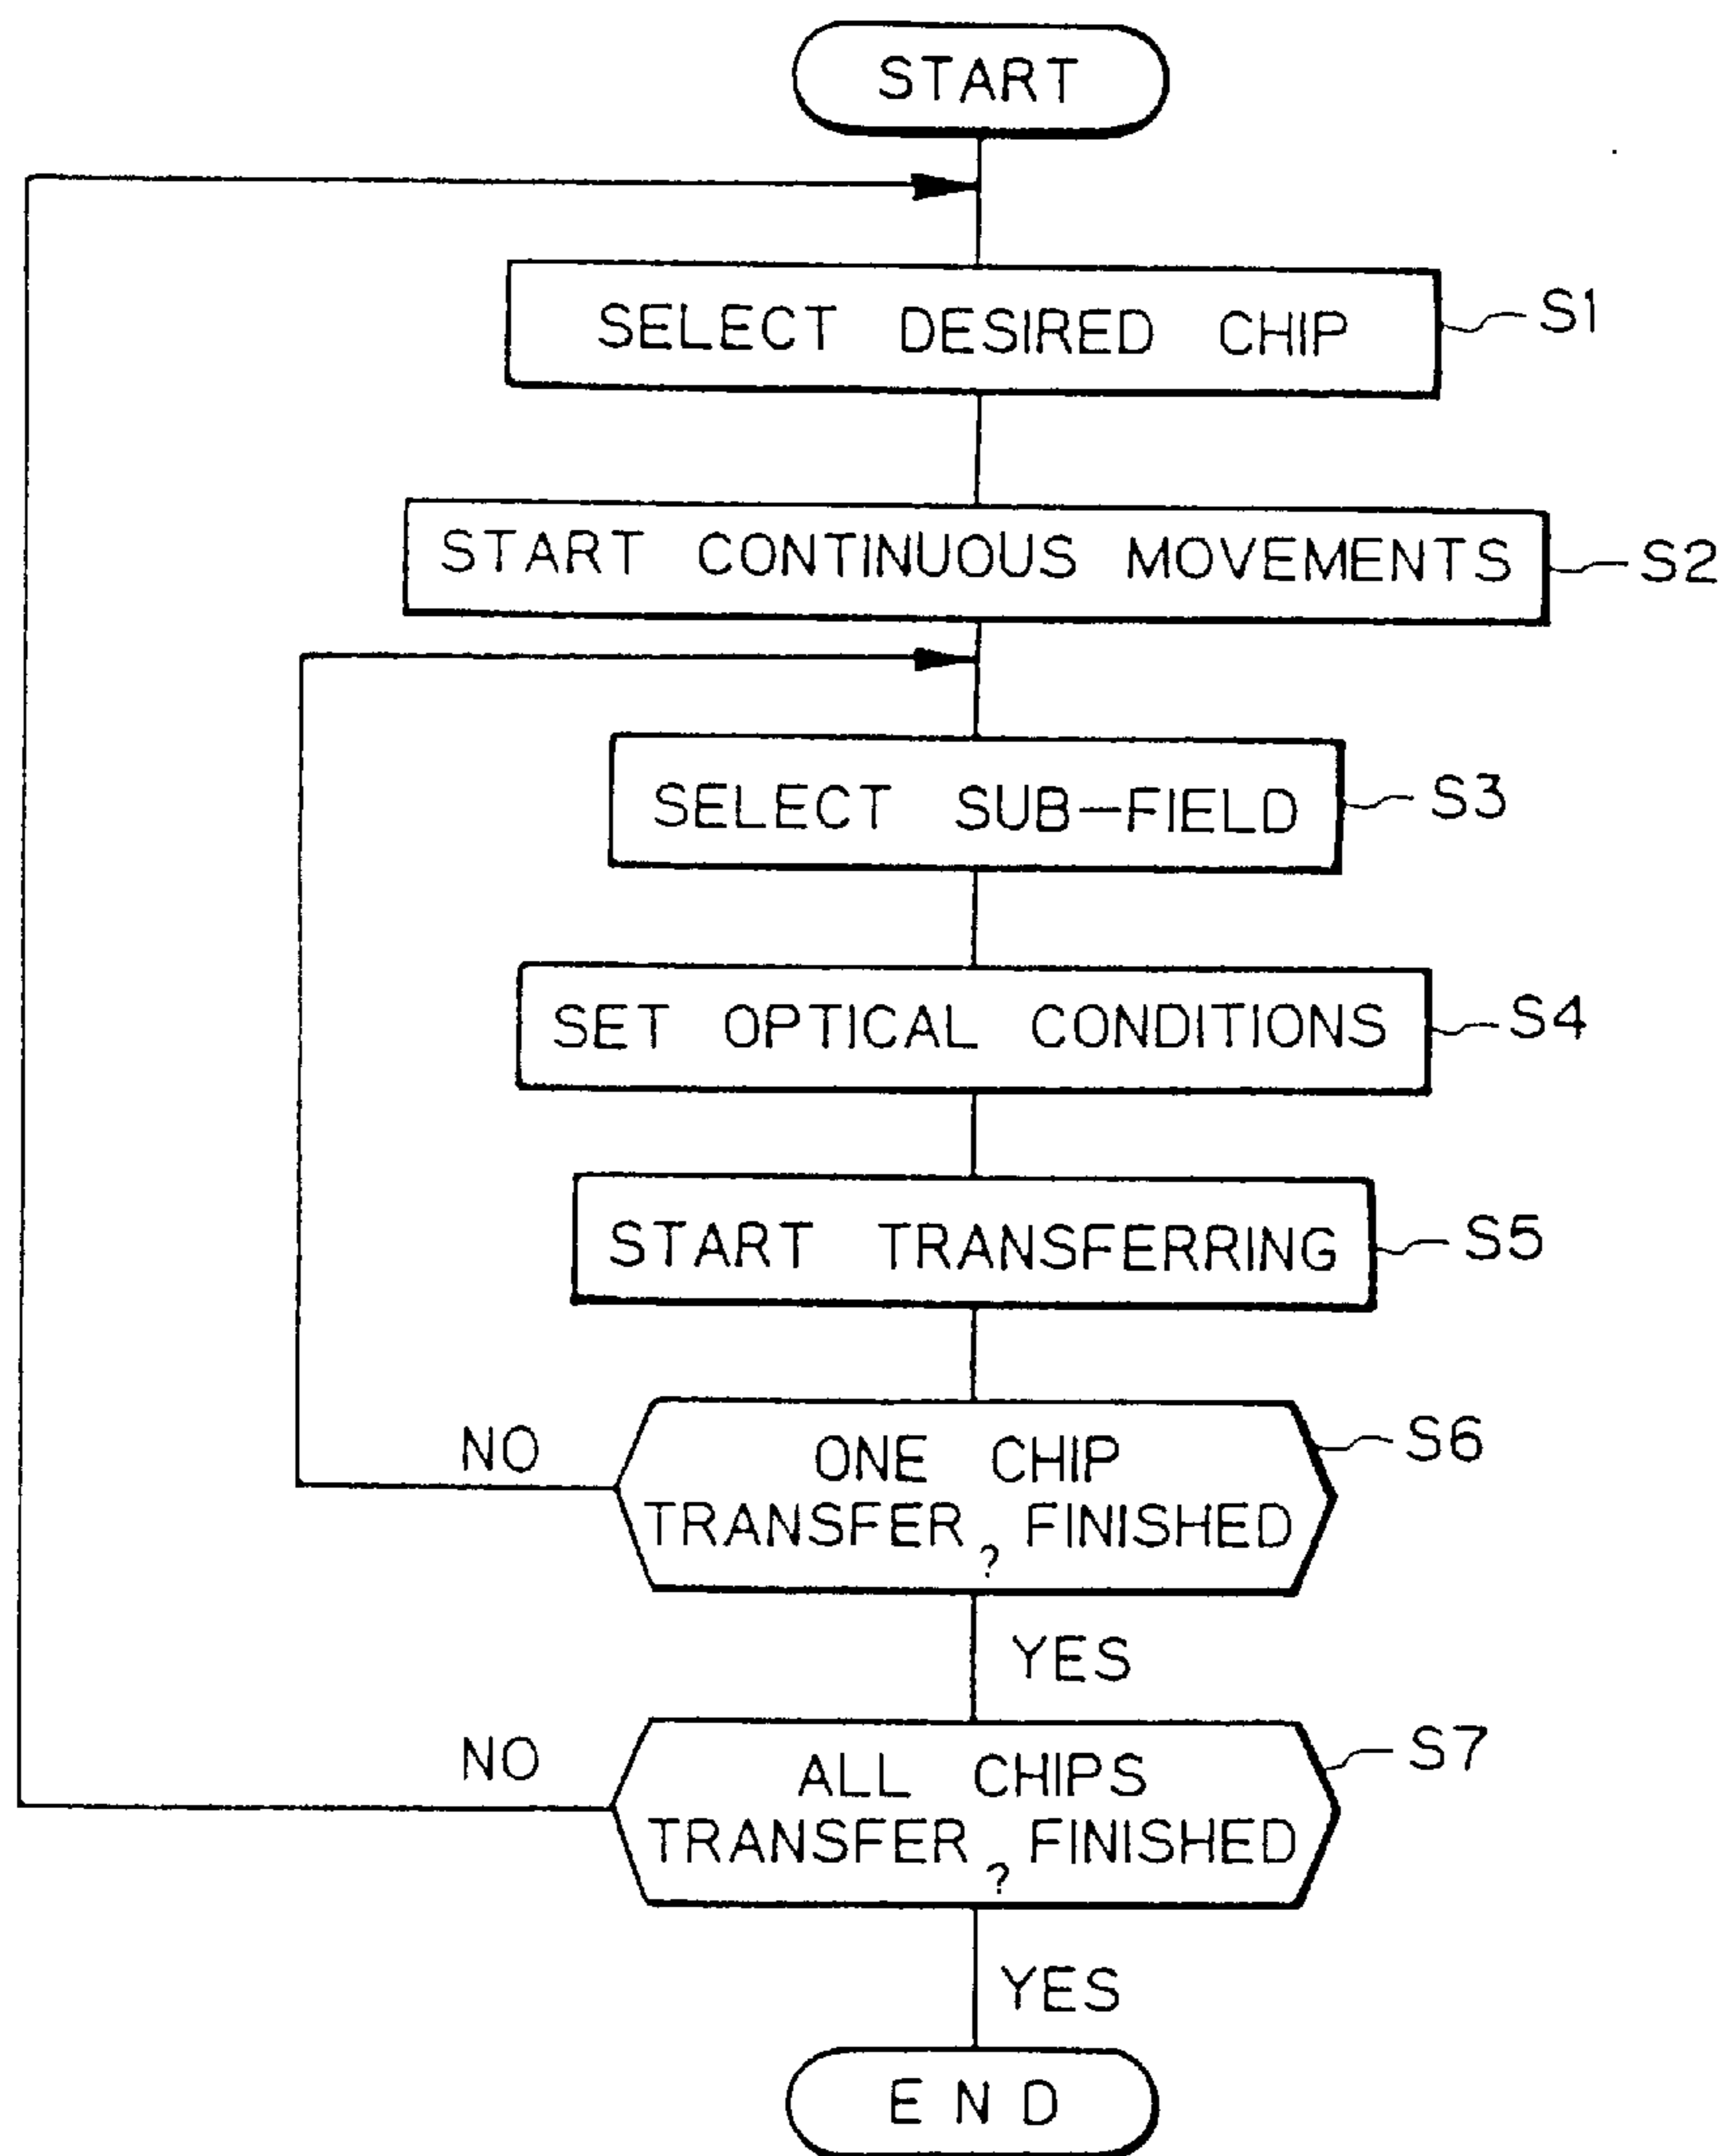 START
SELECT DESIRED CHIP
S1
START CONTINUOUS MOVEMENTS
S2
SELECT SUB-FIELD
S3
SET OPTICAL CONDITIONS
S4
START TRANSFERRING
S5
NO
ONE CHIP
TRANSFER FINISHED
?
S6
YES
NO
ALL CHIPS
TRANSFER FINISHED
?
S7
YES
END